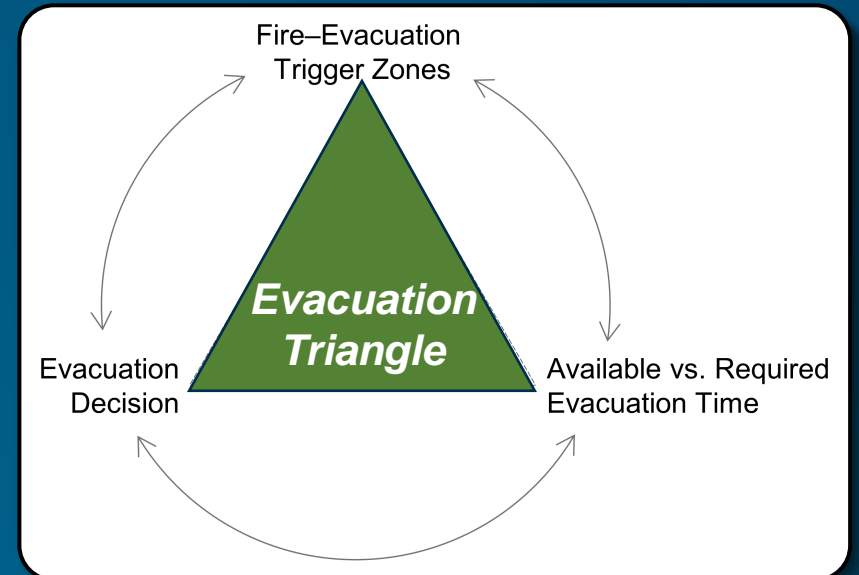 Fire–Evacuation
Trigger Zones
Evacuation
Triangle
Evacuation
Decision
Available vs. Required
Evacuation Time